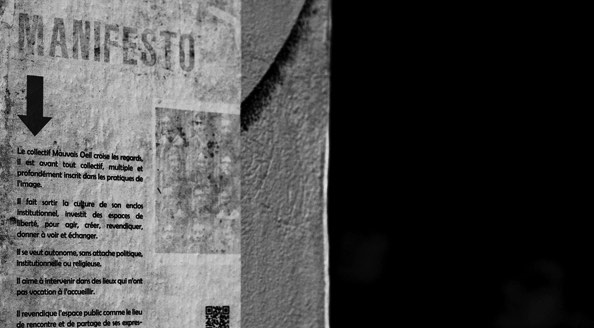 MANIFESTO
Le collectif Mauvais Oeil croise les regards,
il est avant tout collectif, multiple et
profondément inscrit dans les pratiques de
l'image.
Il fait sortir la culture de son enclos
institutionnel, investit des espaces de
liberté, pour agir, créer, revendiquer,
donner à voir et échanger.
Il se veut autonome, sans attache politique,
institutionnelle ou religieuse.
Il aime à intervenir dans des lieux qui n'ont
pas vocation à l'accueillir.
Il revendique l'espace public comme le lieu
de rencontre et de partage de ses expres-